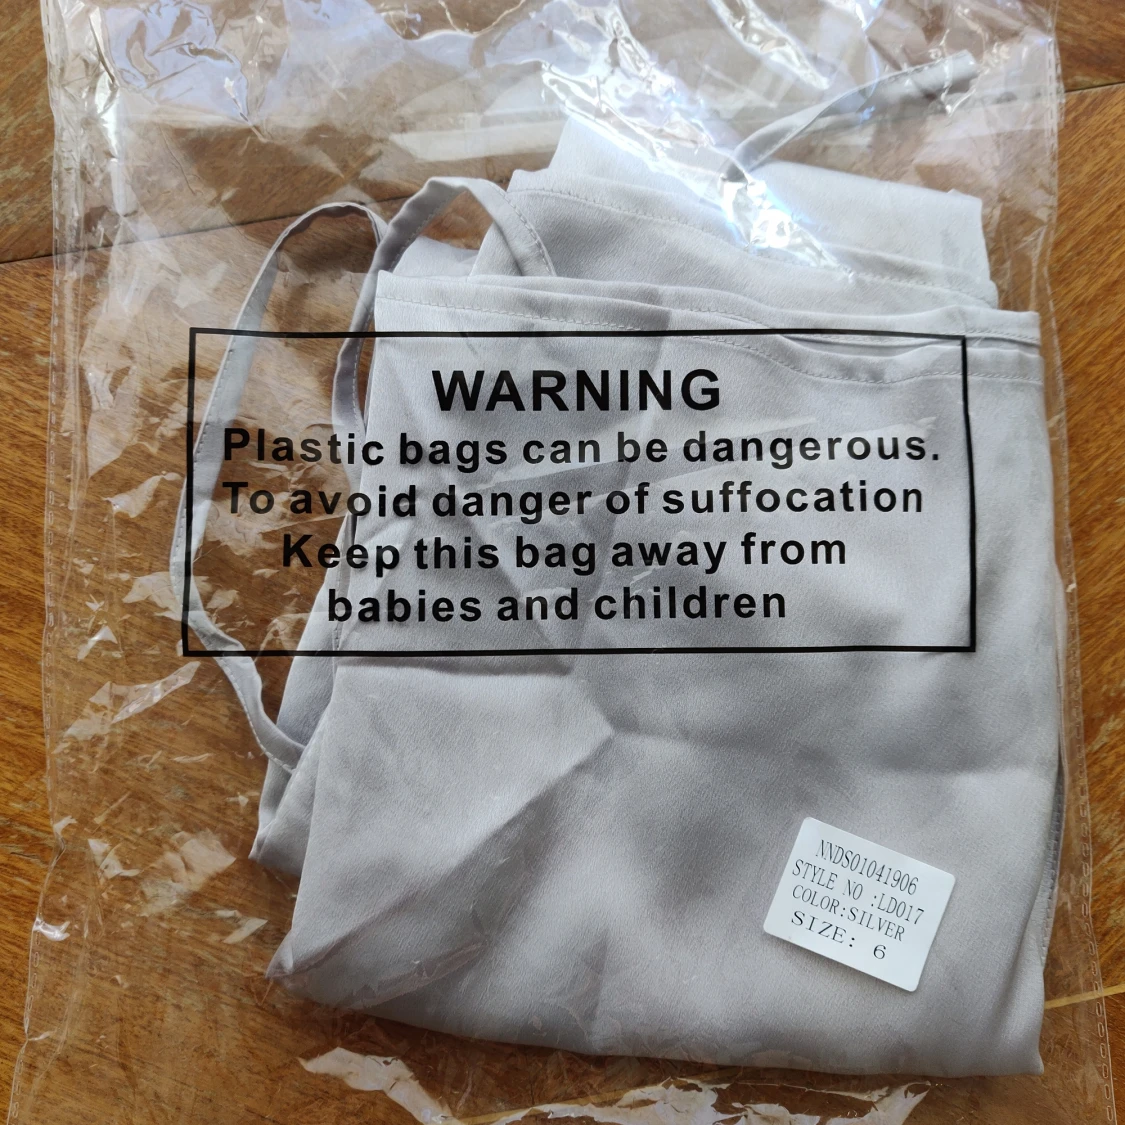 WARNING
Plastic bags can be dangerous.
To avoid danger of suffocation
Keep this bag away from
babies and children
NNDS01041906
STYLE NO :LD017
COLOR:SILVER
SIZE: 6